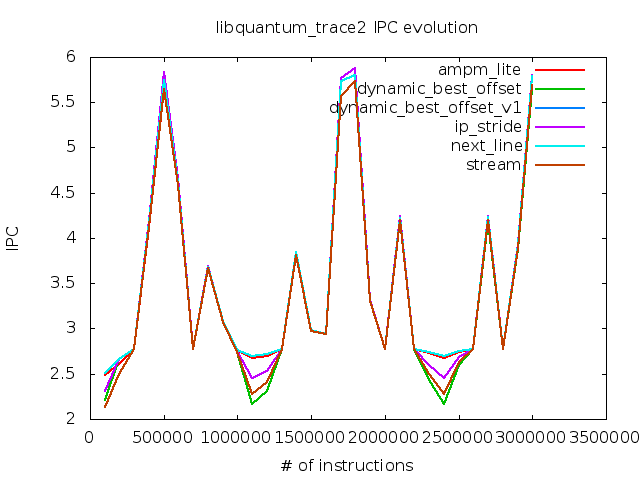 libquantum_trace2 IPC evolution
6
5.5
5
4.5
4
3.5
3
2.5
2
IPC
ampm_lite
dynamic_best_offset
dynamic_best_offset_v1
ip_stride
next_line
stream
0 500000 1000000 1500000 2000000 2500000 3000000 3500000
# of instructions